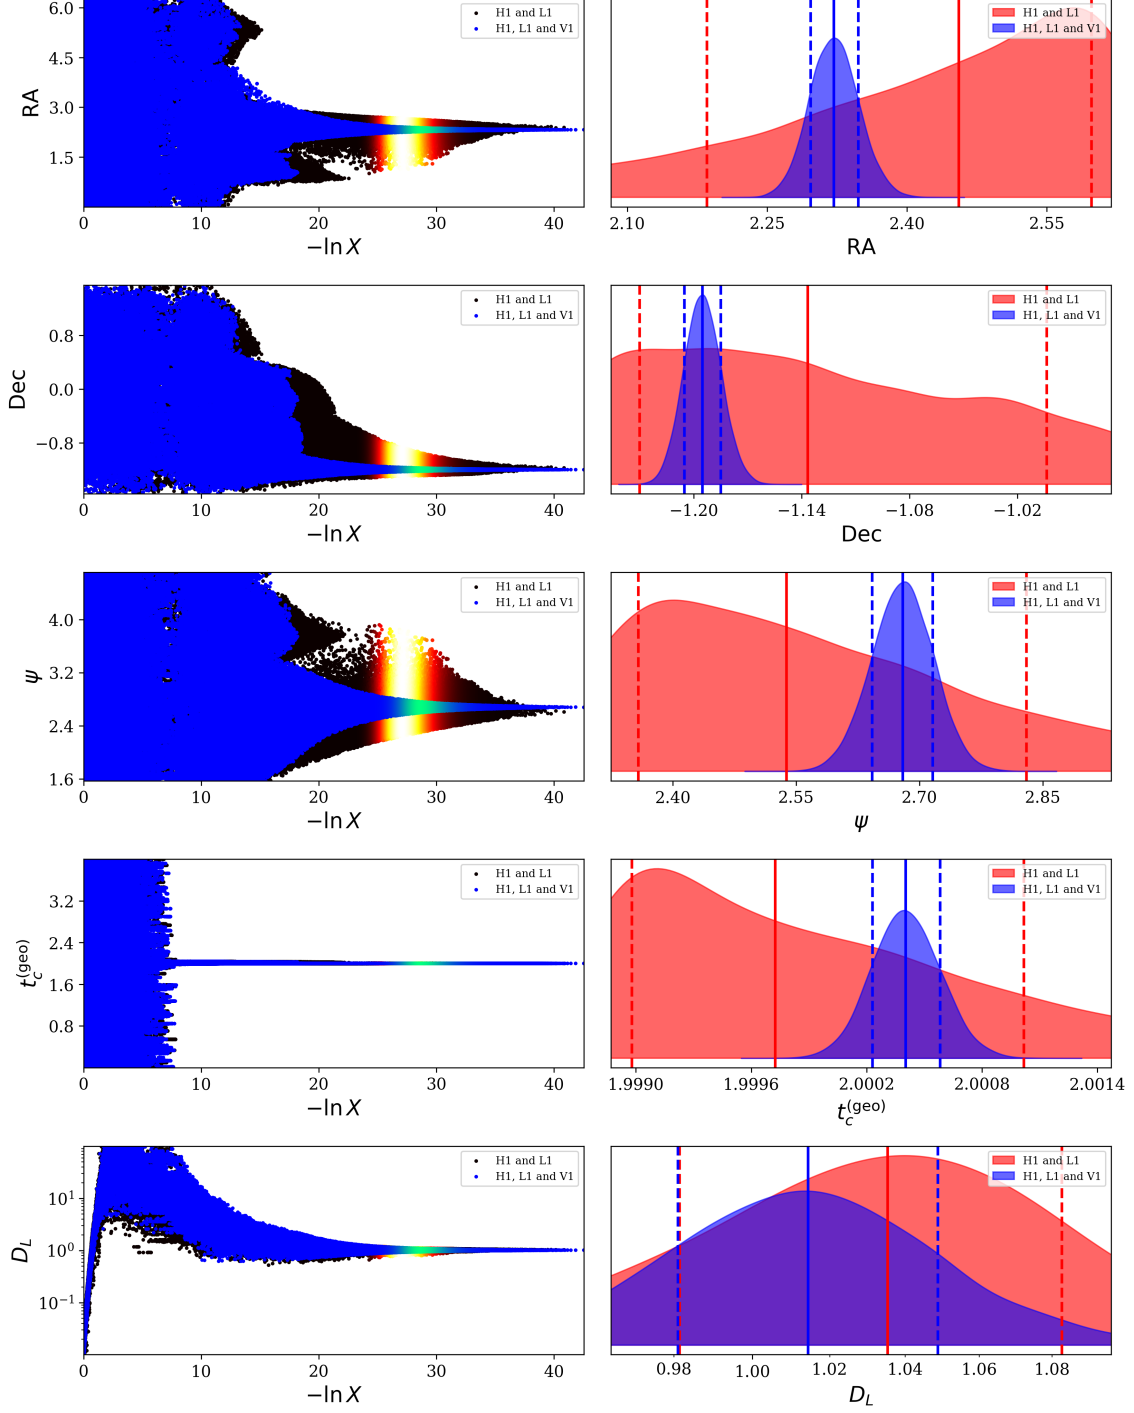 6.0
4.5
3.0
1.5
RA
0 10 20 30 40
−ln X
H1 and L1
H1, L1 and V1
2.10 2.25 2.40 2.55
RA
H1 and L1
H1, L1 and V1
0.8
0.0
−0.8
Dec
0 10 20 30 40
−ln X
H1 and L1
H1, L1 and V1
−1.20 −1.14 −1.08 −1.02
Dec
H1 and L1
H1, L1 and V1
4.0
3.2
2.4
1.6
ψ
0 10 20 30 40
−ln X
H1 and L1
H1, L1 and V1
2.40 2.55 2.70 2.85
ψ
H1 and L1
H1, L1 and V1
3.2
2.4
1.6
0.8
t_c^(geo)
0 10 20 30 40
−ln X
H1 and L1
H1, L1 and V1
1.9990 1.9996 2.0002 2.0008 2.0014
t_c^(geo)
H1 and L1
H1, L1 and V1
10^1
10^0
10^−1
D_L
0 10 20 30 40
−ln X
H1 and L1
H1, L1 and V1
0.98 1.00 1.02 1.04 1.06 1.08
D_L
H1 and L1
H1, L1 and V1